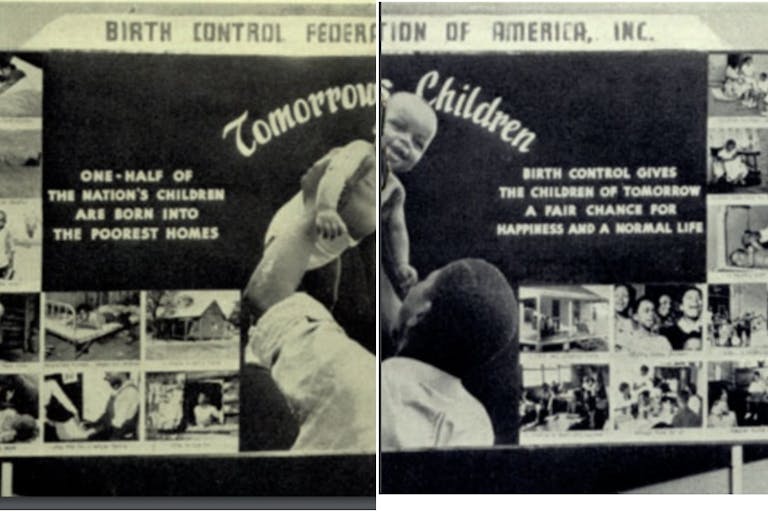 BIRTH CONTROL FEDERATION OF AMERICA, INC.
Tomorrow's Children
ONE-HALF OF
THE NATION'S CHILDREN
ARE BORN INTO
THE POOREST HOMES
BIRTH CONTROL GIVES
THE CHILDREN OF TOMORROW
A FAIR CHANCE FOR
HAPPINESS AND A NORMAL LIFE